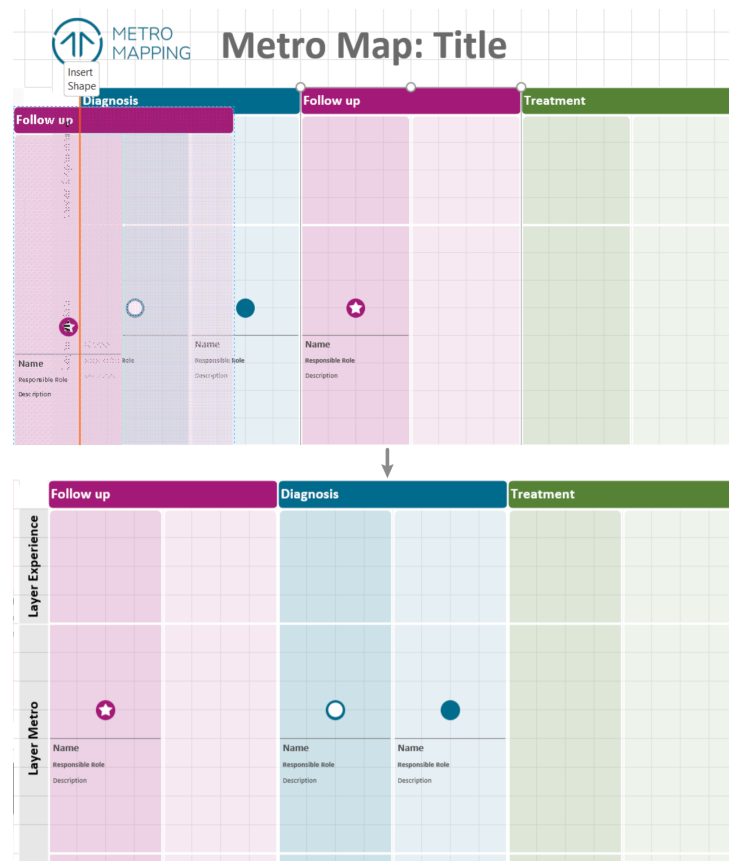 METRO
MAPPING
Metro Map: Title
Insert
Shape
Diagnosis
Follow up
Treatment
Follow up
Name
Name
Responsible Role
Responsible Role
Role
Description
Description
Name
Responsible Role
Description
Follow up
Diagnosis
Treatment
Layer Experience
Layer Metro
Name
Name
Name
Responsible Role
Responsible Role
Responsible Role
Description
Description
Description